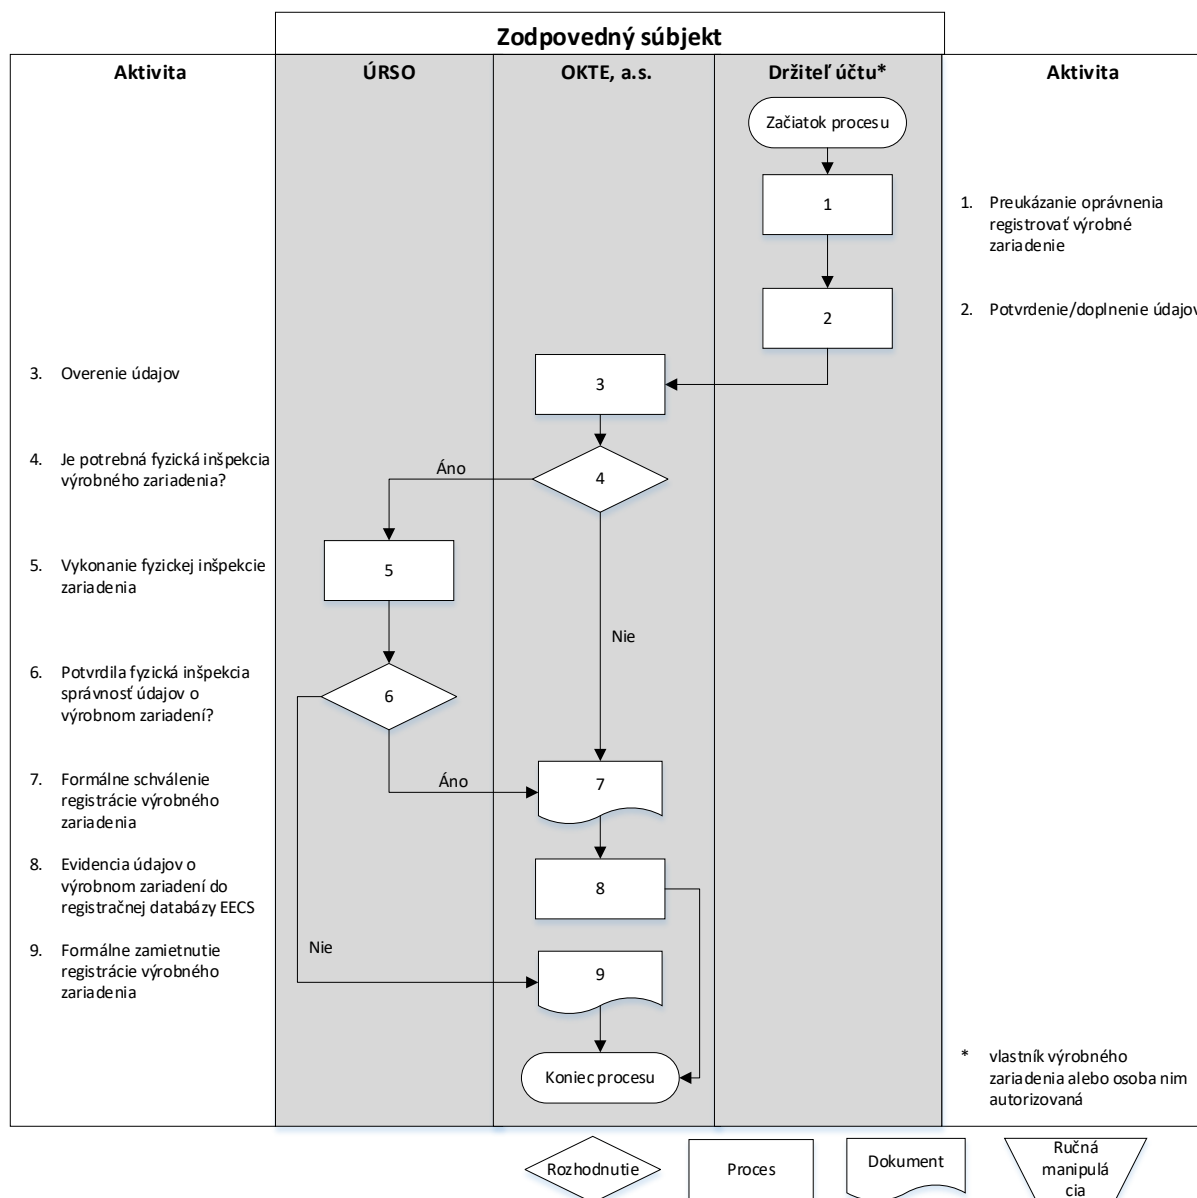 Zodpovedný súbjekt
Aktivita
ÚRSO
OKTE, a.s.
Držiteľ účtu*
Aktivita
Začiatok procesu
1
1. Preukázanie oprávnenia
registrovať výrobné
zariadenie
2
2. Potvrdenie/doplnenie údajov
3. Overenie údajov
3
4. Je potrebná fyzická inšpekcia
výrobného zariadenia?
Áno
4
5. Vykonanie fyzickej inšpekcie
zariadenia
5
Nie
6. Potvrdila fyzická inšpekcia
správnosť údajov o
výrobnom zariadení?
6
7. Formálne schválenie
registrácie výrobného
zariadenia
Áno
7
8. Evidencia údajov o
výrobnom zariadení do
registračnej databázy EECS
8
9. Formálne zamietnutie
registrácie výrobného
zariadenia
Nie
9
Koniec procesu
* vlastník výrobného
zariadenia alebo osoba nim
autorizovaná
Rozhodnutie
Proces
Dokument
Ručná
manipulá
cia